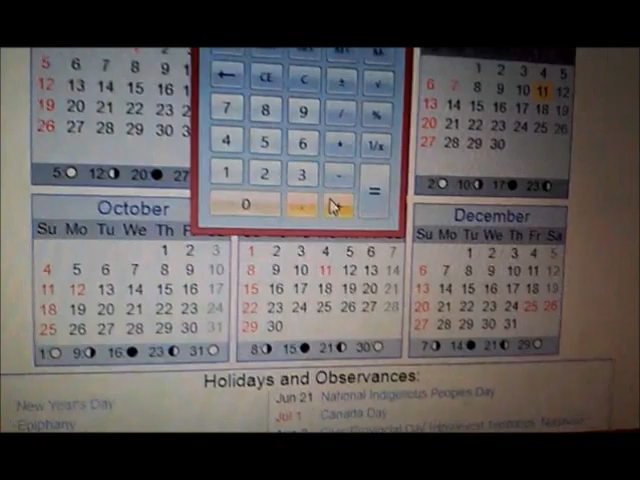 ← CE C ± √
7 8 9 / %
4 5 6 * 1/x
1 2 3 - =
0 . +
5 6 7 8 9
12 13 14 15 16
19 20 21 22 23
26 27 28 29 30
5 12 20 27
1 2 3 4 5
6 7 8 9 10 11 12
13 14 15 16 17 18 19
20 21 22 23 24 25 26
27 28 29 30
2 10 17 23
October
Su Mo Tu We Th
1 2 3
4 5 6 7 8 9 10
11 12 13 14 15 16 17
18 19 20 21 22 23 24
25 26 27 28 29 30 31
1 9 16 23 31
1 2 3 4 5 6 7
8 9 10 11 12 13 14
15 16 17 18 19 20 21
22 23 24 25 26 27 28
29 30
8 15 21 30
December
Su Mo Tu We Th Fr Sa
1 2 3 4 5
6 7 8 9 10 11 12
13 14 15 16 17 18 19
20 21 22 23 24 25 26
27 28 29 30 31
7 14 21 29
Holidays and Observances:
New Year's Day
Epiphany
Jun 21 National Indigenous Peoples Day
Jul 1 Canada Day
Civic/Provincial Day